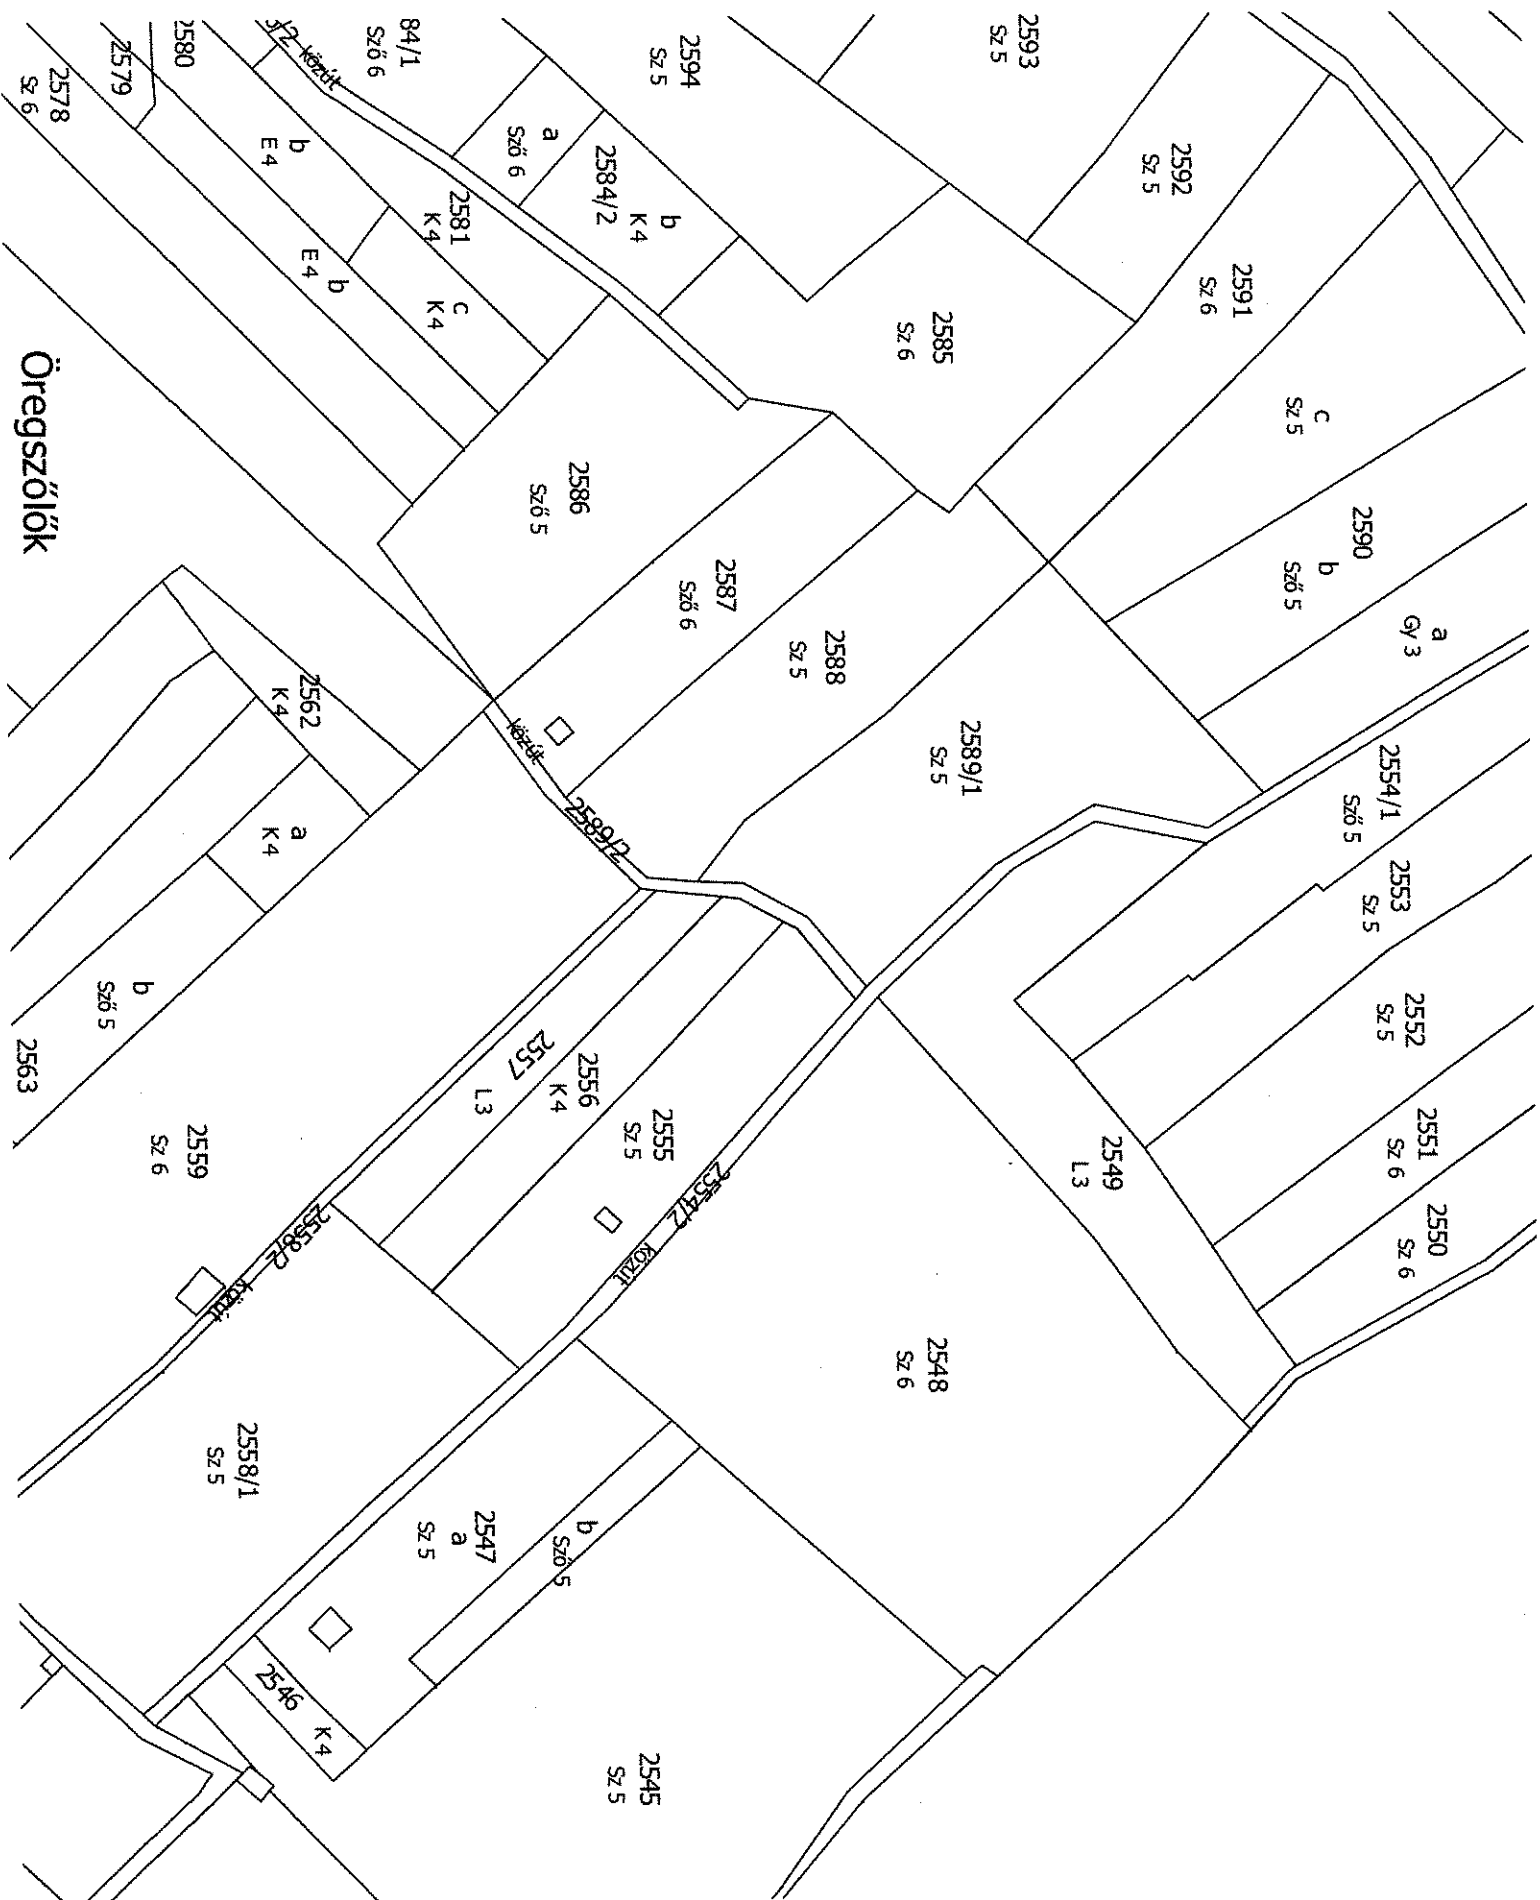 2593
Sz 5
2594
Sz 5
84/1
Sző 6
közút
2580
2579
2578
Sz 6
a
Sző 6
2584/2
b
K 4
b
E 4
2581
K 4
b
E 4
c
K 4
2592
Sz 5
2591
Sz 6
2585
Sz 6
c
Sz 5
Öregszőlők
2586
Sző 5
2587
Sző 6
2588
Sz 5
2590
b
Sző 5
a
Gy 3
2562
K 4
közút
2589/2
2589/1
Sz 5
2554/1
Sző 5
2553
Sz 5
a
K 4
b
Sző 5
2563
2552
Sz 5
2557
L 3
2556
K 4
2555
Sz 5
2559
Sz 6
2549
L 3
2551
Sz 6
2550
Sz 6
2554/2
közút
2558/2
közút
2548
Sz 6
2558/1
Sz 5
2547
a
Sz 5
b
Sző 5
2546
K 4
2545
Sz 5